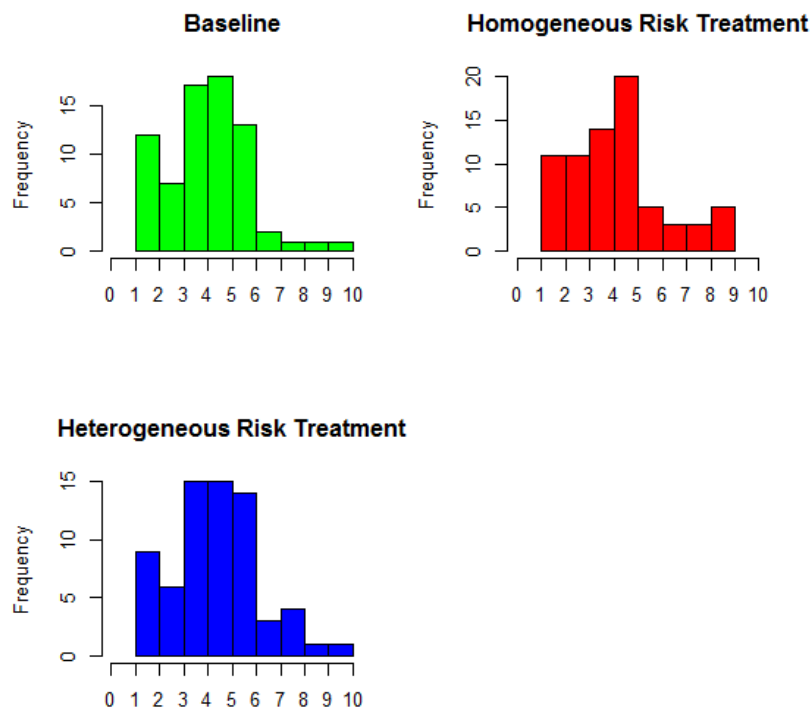 Baseline
Frequency
0 5 10 15
0 1 2 3 4 5 6 7 8 9 10
Homogeneous Risk Treatment
Frequency
0 5 10 15 20
0 1 2 3 4 5 6 7 8 9 10
Heterogeneous Risk Treatment
Frequency
0 5 10 15
0 1 2 3 4 5 6 7 8 9 10